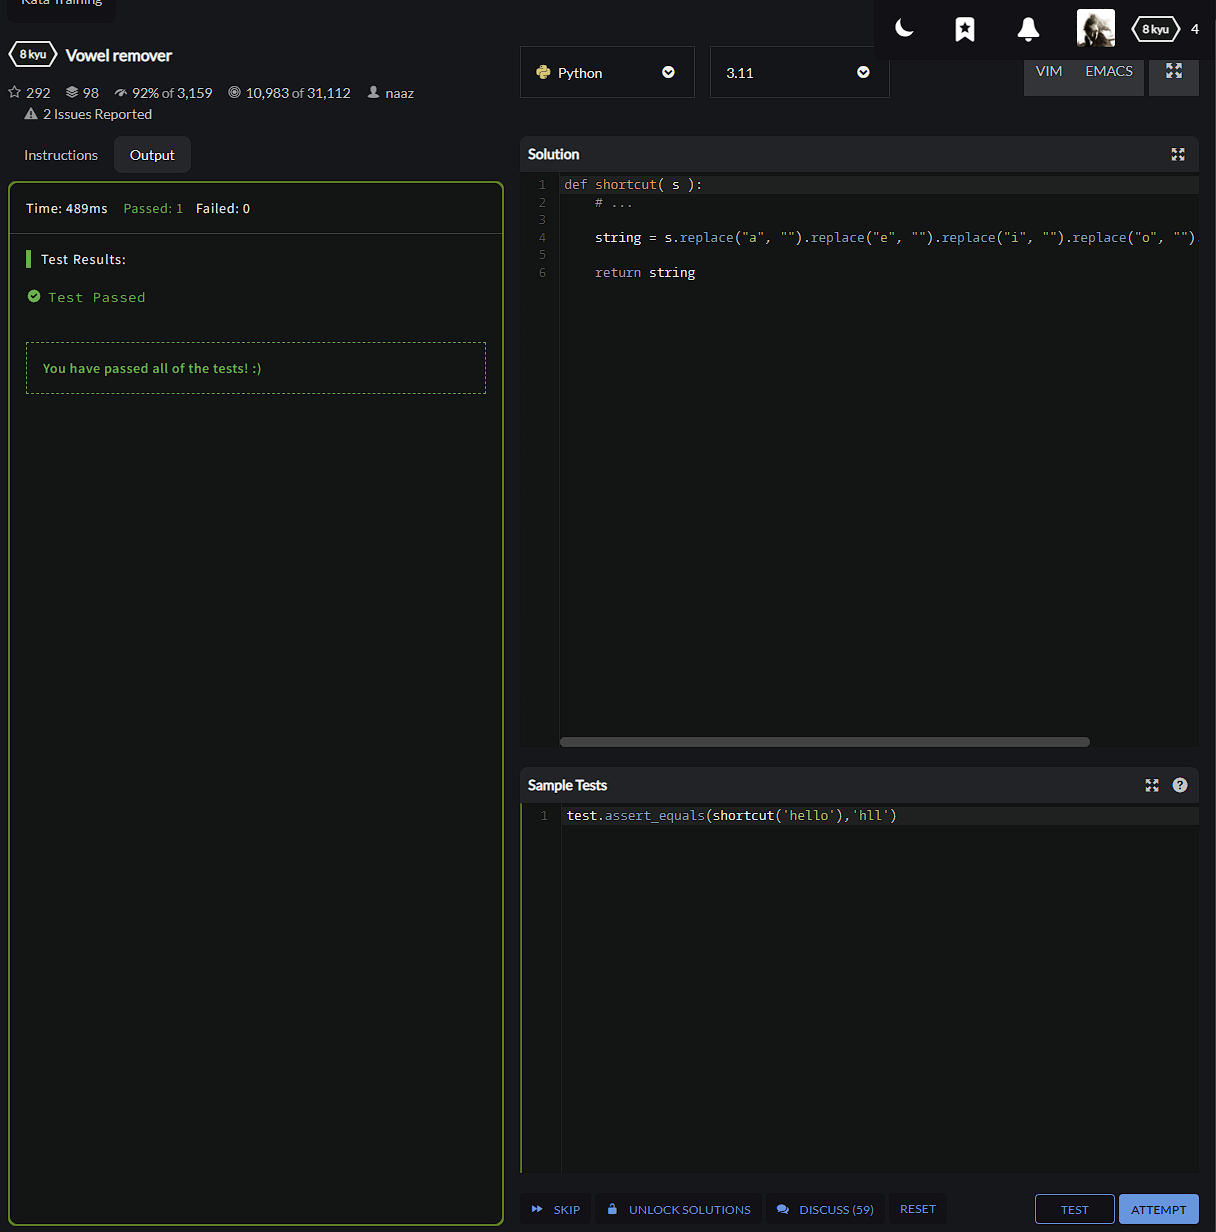 Kata Training
8 kyu Vowel remover
8 kyu 4
Python
3.11
VIM EMACS
292 98 92% of 3,159 10,983 of 31,112 naaz
2 Issues Reported
Instructions Output
Time: 489ms Passed: 1 Failed: 0
Test Results:
Test Passed
You have passed all of the tests! :)
Solution
1 def shortcut( s ):
2 # ...
3
4 string = s.replace("a", "").replace("e", "").replace("i", "").replace("o", "").
5
6 return string
Sample Tests
1 test.assert_equals(shortcut('hello'),'hll')
SKIP UNLOCK SOLUTIONS DISCUSS (59) RESET TEST ATTEMPT